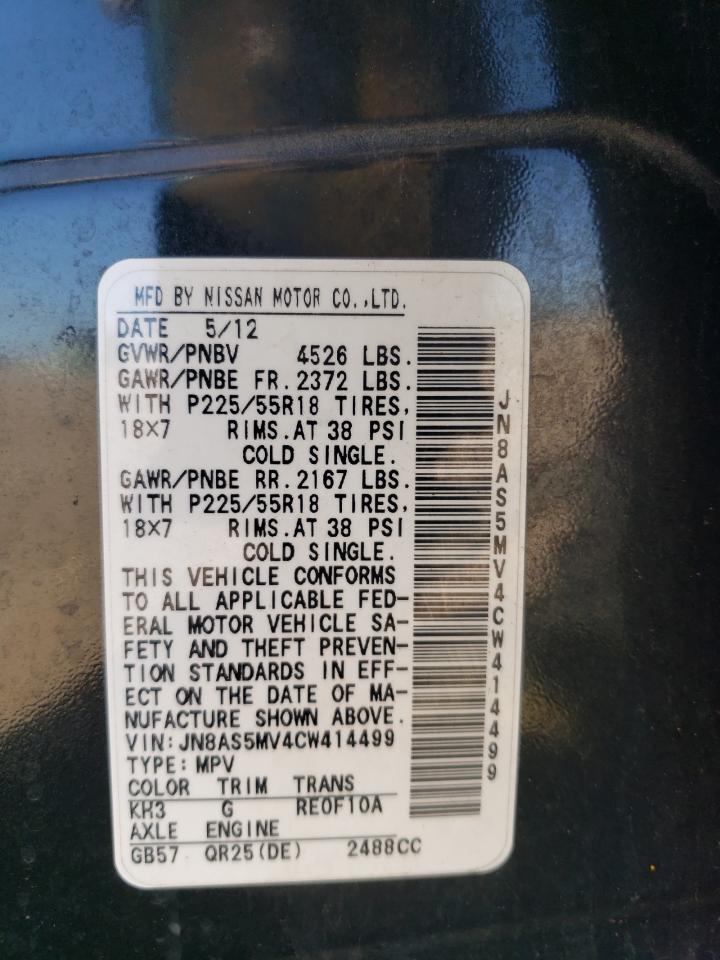 MFD BY NISSAN MOTOR CO.,LTD.
DATE 5/12
GVWR/PNBV 4526 LBS.
GAWR/PNBE FR. 2372 LBS.
WITH P225/55R18 TIRES,
18X7 RIMS.AT 38 PSI
COLD SINGLE.
GAWR/PNBE RR. 2167 LBS.
WITH P225/55R18 TIRES,
18X7 RIMS.AT 38 PSI
COLD SINGLE.
THIS VEHICLE CONFORMS
TO ALL APPLICABLE FED-
ERAL MOTOR VEHICLE SA-
FETY AND THEFT PREVEN-
TION STANDARDS IN EFF-
ECT ON THE DATE OF MA-
NUFACTURE SHOWN ABOVE.
VIN: JN8AS5MV4CW414499
TYPE: MPV
COLOR TRIM TRANS
KH3 G RE0F10A
AXLE ENGINE
GB57 QR25(DE) 2488CC
JN8AS5MV4CW414499